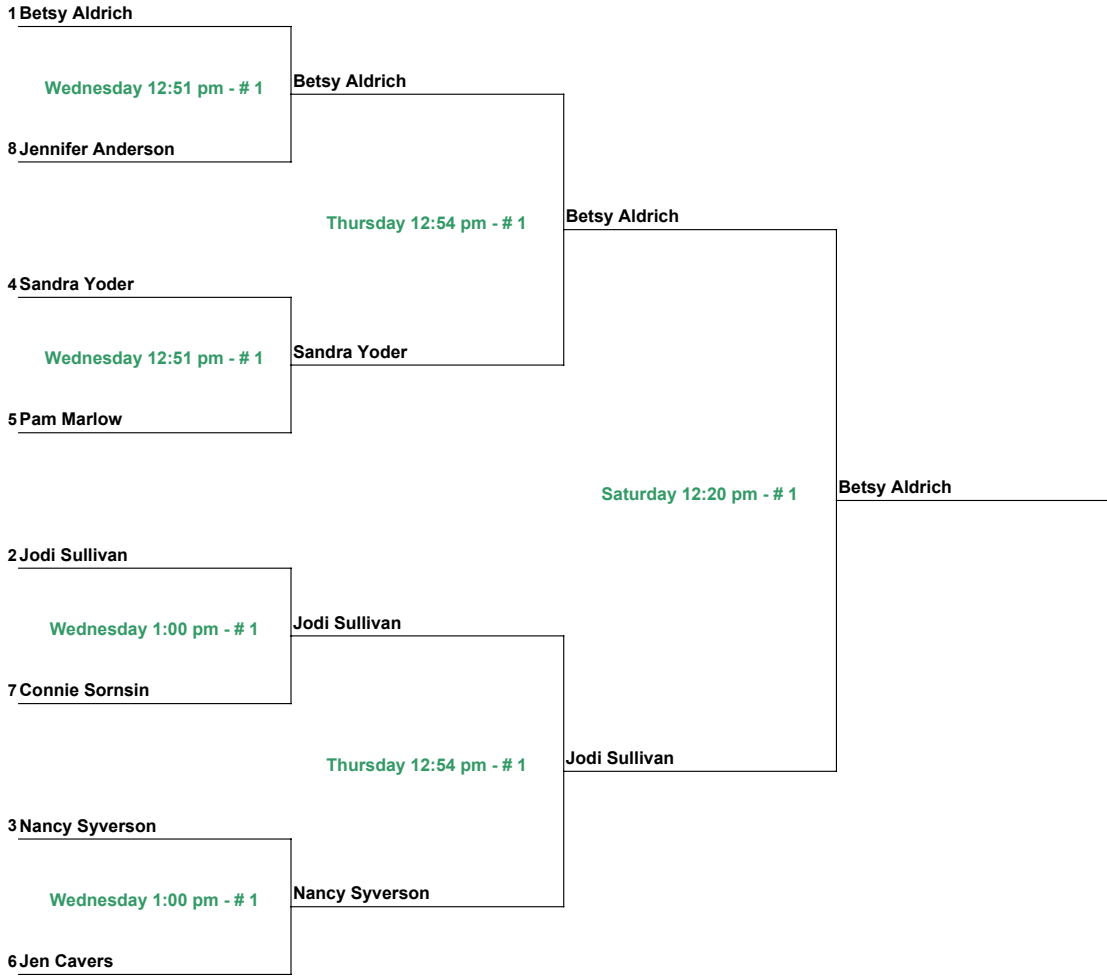 1 Betsy Aldrich
Wednesday 12:51 pm - # 1
Betsy Aldrich
8 Jennifer Anderson
Thursday 12:54 pm - # 1
Betsy Aldrich
4 Sandra Yoder
Wednesday 12:51 pm - # 1
Sandra Yoder
5 Pam Marlow
Saturday 12:20 pm - # 1
Betsy Aldrich
2 Jodi Sullivan
Wednesday 1:00 pm - # 1
Jodi Sullivan
7 Connie Sornsin
Thursday 12:54 pm - # 1
Jodi Sullivan
3 Nancy Syverson
Wednesday 1:00 pm - # 1
Nancy Syverson
6 Jen Cavers